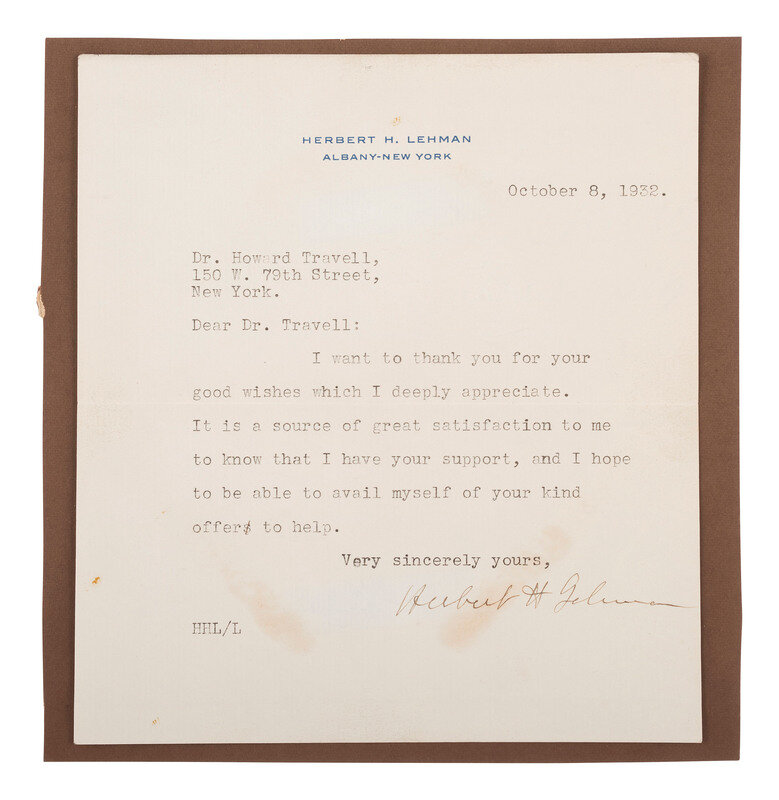 HERBERT H. LEHMAN
ALBANY-NEW YORK
October 8, 1932.
Dr. Howard Travell,
150 W. 79th Street,
New York.
Dear Dr. Travell:
I want to thank you for your
good wishes which I deeply appreciate.
It is a source of great satisfaction to me
to know that I have your support, and I hope
to be able to avail myself of your kind
offer$ to help.
Very sincerely yours,
Herbert H Lehman
HHL/L